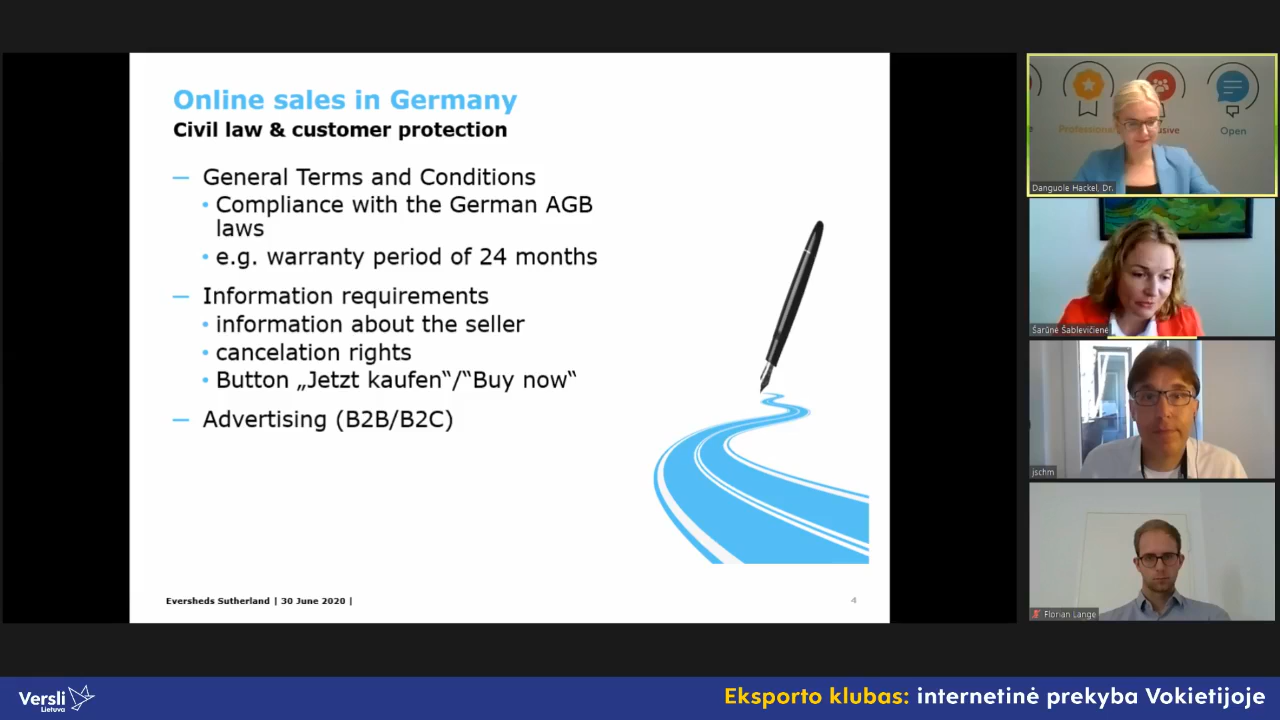 Online sales in Germany
Civil law & customer protection
— General Terms and Conditions
• Compliance with the German AGB
laws
• e.g. warranty period of 24 months
— Information requirements
• information about the seller
• cancelation rights
• Button „Jetzt kaufen“/“Buy now“
— Advertising (B2B/B2C)
Eversheds Sutherland | 30 June 2020 |
4
Professional
Open
Danguole Hackel, Dr.
Šarūnė Šablevičienė
jschm
Florian Lange
Versli
Lietuva
Eksporto klubas: internetinė prekyba Vokietijoje